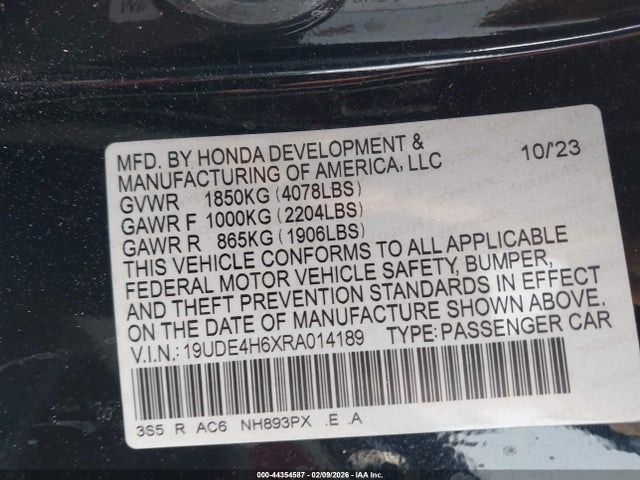 MFD. BY HONDA DEVELOPMENT & 10/'23
MANUFACTURING OF AMERICA, LLC
GVWR 1850KG (4078LBS)
GAWR F 1000KG (2204LBS)
GAWR R 865KG (1906LBS)
THIS VEHICLE CONFORMS TO ALL APPLICABLE
FEDERAL MOTOR VEHICLE SAFETY, BUMPER,
AND THEFT PREVENTION STANDARDS IN EFFECT
ON THE DATE OF MANUFACTURE SHOWN ABOVE.
V.I.N.: 19UDE4H6XRA014189 TYPE: PASSENGER CAR
3S5 R AC6 NH893PX .E .A
000-44354587 - 02/09/2026 - IAA Inc.